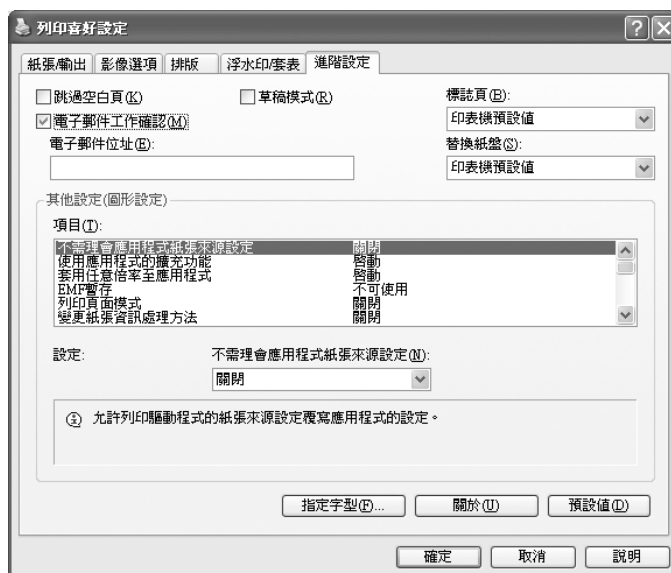 列印喜好設定
紙張/輸出 影像選項 排版 浮水印/套表 進階設定
跳過空白頁(K) 草稿模式(R) 標誌頁(B):
電子郵件工作確認(M) 印表機預設值
電子郵件位址(E): 替換紙盤(S):
印表機預設值
其他設定(圖形設定)
項目(T):
不需理會應用程式紙張來源設定 關閉
使用應用程式的擴充功能 啓動
套用任意倍率至應用程式 啓動
EMF暫存 不可使用
列印頁面模式 關閉
變更紙張資訊處理方法 關閉
設定: 不需理會應用程式紙張來源設定(N):
關閉
允許列印驅動程式的紙張來源設定覆寫應用程式的設定。
指定字型(F)... 關於(U) 預設值(D)
確定 取消 說明